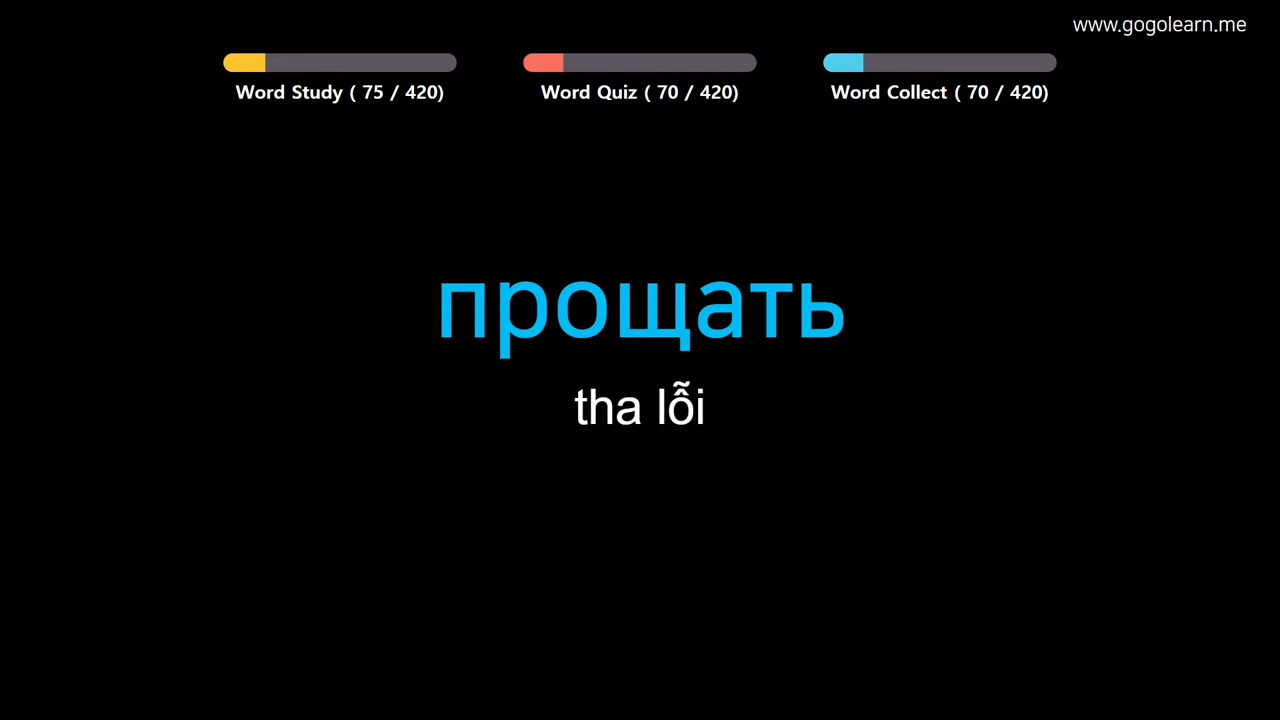 www.gogolearn.me
Word Study ( 75 / 420)
Word Quiz ( 70 / 420)
Word Collect ( 70 / 420)
прощать
tha lỗi